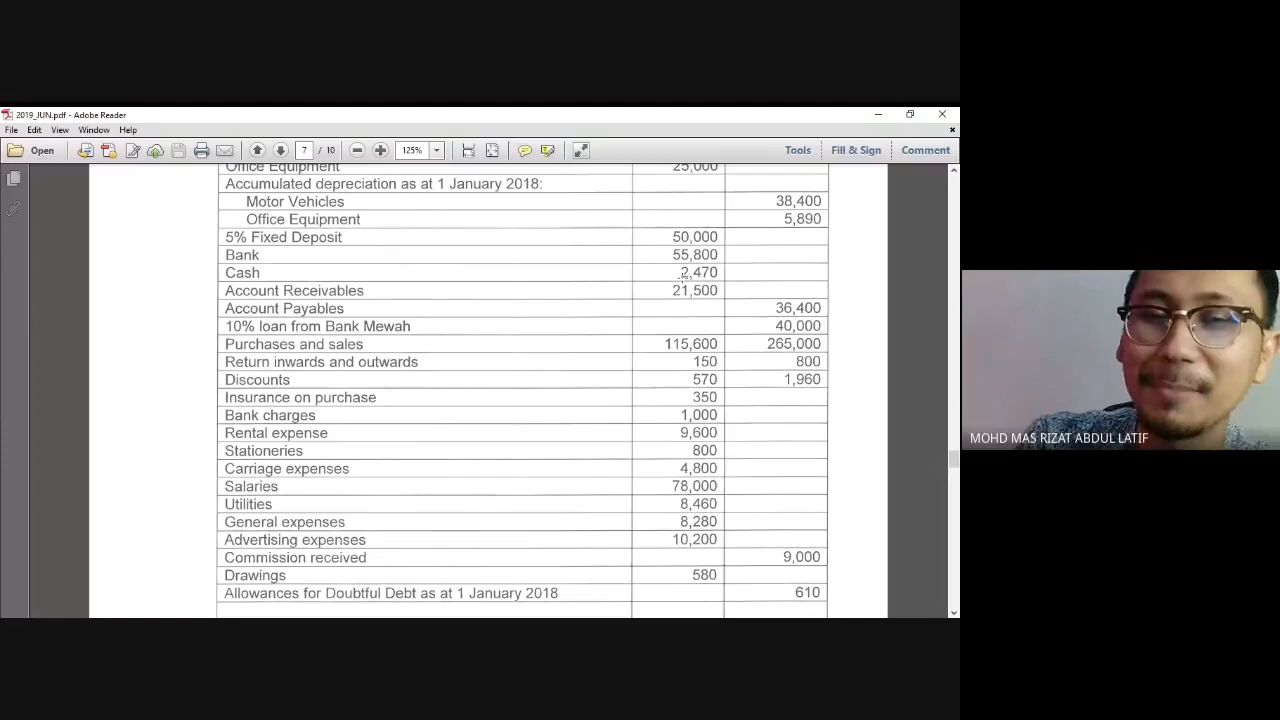 2019_JUN.pdf - Adobe Reader
File Edit View Window Help
Open 7 / 10 125% Tools Fill & Sign Comment
Office Equipment 25,000
Accumulated depreciation as at 1 January 2018:
Motor Vehicles 38,400
Office Equipment 5,890
5% Fixed Deposit 50,000
Bank 55,800
Cash 2,470
Account Receivables 21,500
Account Payables 36,400
10% loan from Bank Mewah 40,000
Purchases and sales 115,600 265,000
Return inwards and outwards 150 800
Discounts 570 1,960
Insurance on purchase 350
Bank charges 1,000
Rental expense 9,600
Stationeries 800
Carriage expenses 4,800
Salaries 78,000
Utilities 8,460
General expenses 8,280
Advertising expenses 10,200
Commission received 9,000
Drawings 580
Allowances for Doubtful Debt as at 1 January 2018 610
MOHD MAS RIZAT ABDUL LATIF